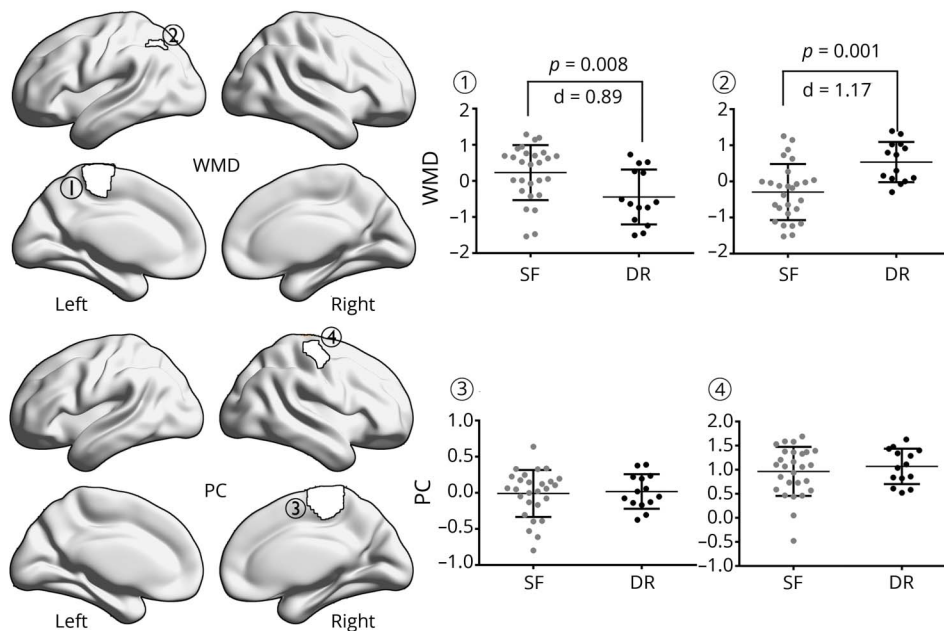 ②
WMD
①
Left
Right
④
PC
③
Left
Right
①
p = 0.008
d = 0.89
WMD
2
1
0
−1
−2
SF
DR
②
p = 0.001
d = 1.17
2
1
0
−1
−2
SF
DR
③
PC
1.0
0.5
0.0
−0.5
−1.0
SF
DR
④
2.0
1.5
1.0
0.5
0.0
−0.5
−1.0
SF
DR